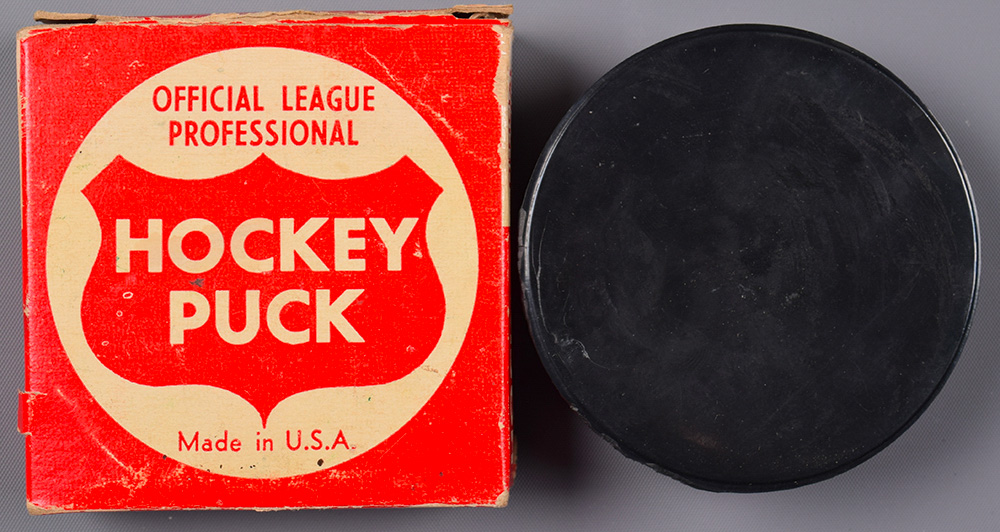 OFFICIAL LEAGUE
PROFESSIONAL
HOCKEY
PUCK
Made in U.S.A.